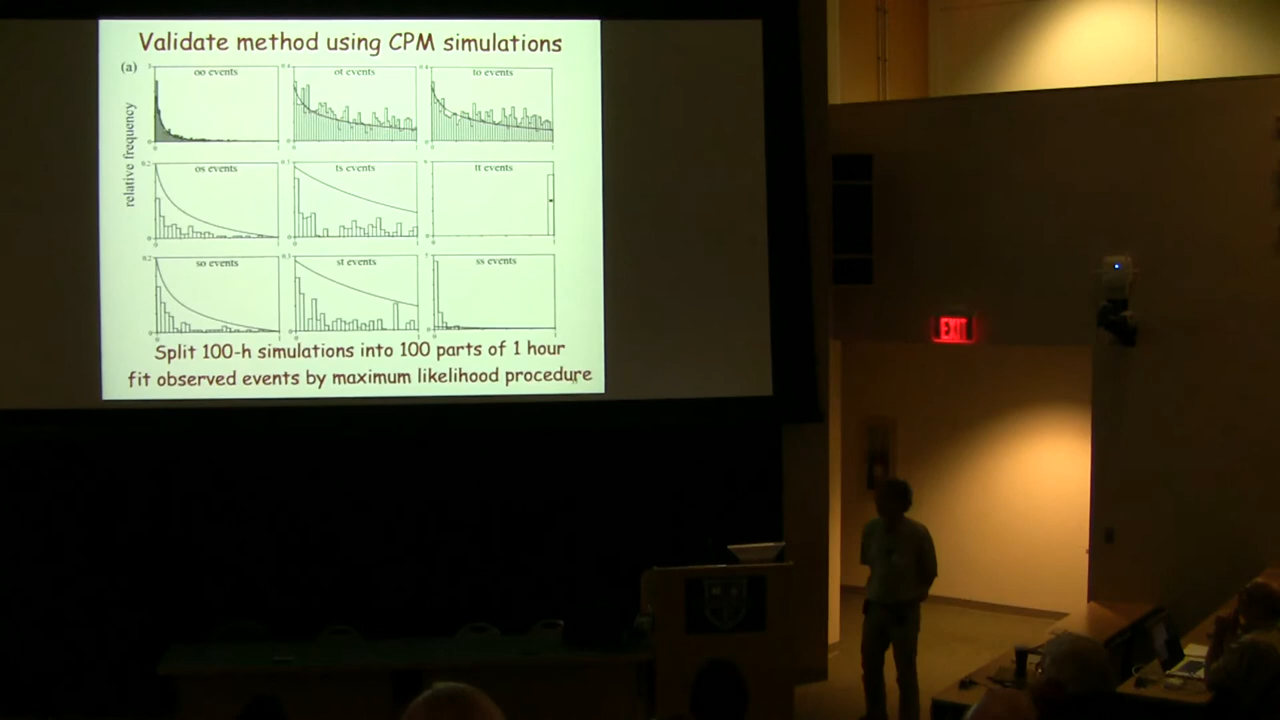 Validate method using CPM simulations
(a)
oo events
ot events
to events
relative frequency
os events
ts events
tt events
so events
st events
ss events
Split 100-h simulations into 100 parts of 1 hour
fit observed events by maximum likelihood procedure
EXIT